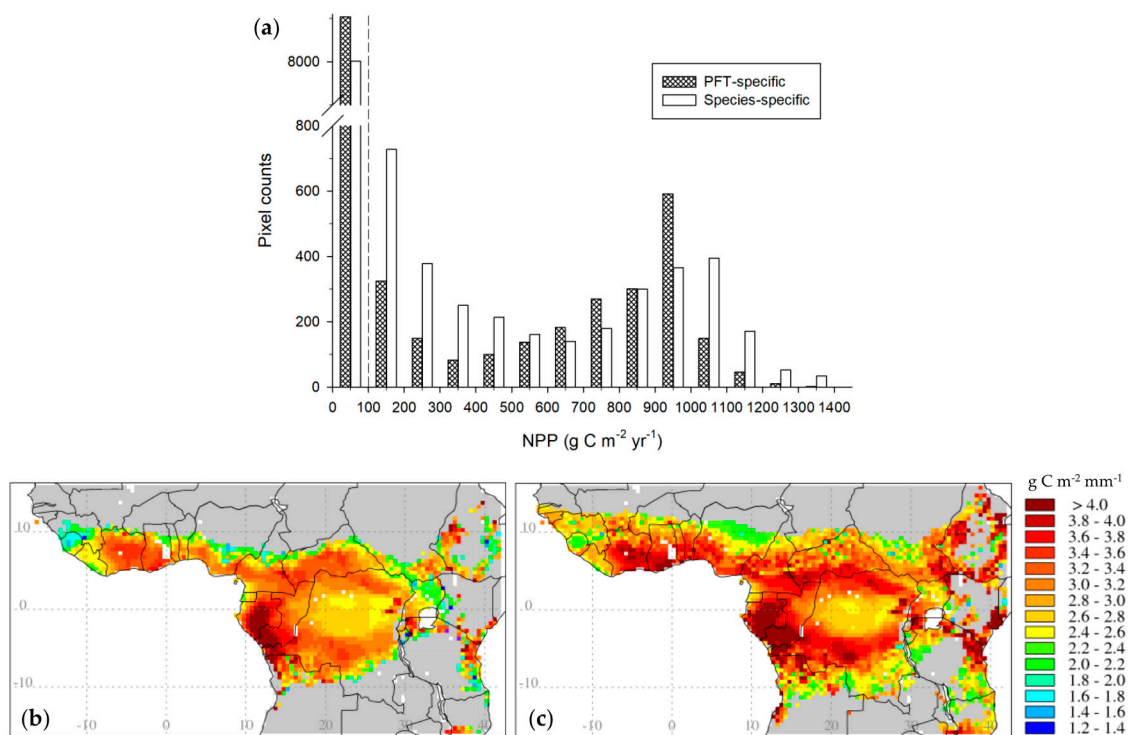 (a)
8000
800
600
400
200
0
Pixel counts
PFT-specific
Species-specific
0 100 200 300 400 500 600 700 800 900 1000 1100 1200 1300 1400
NPP (g C m⁻² yr⁻¹)
10
0
-10
-10 0 10 20 30 40
(b)
10
0
-10
-10 0 10 20 30 40
(c)
g C m⁻² mm⁻¹
> 4.0
3.8 - 4.0
3.6 - 3.8
3.4 - 3.6
3.2 - 3.4
3.0 - 3.2
2.8 - 3.0
2.6 - 2.8
2.4 - 2.6
2.2 - 2.4
2.0 - 2.2
1.8 - 2.0
1.6 - 1.8
1.4 - 1.6
1.2 - 1.4